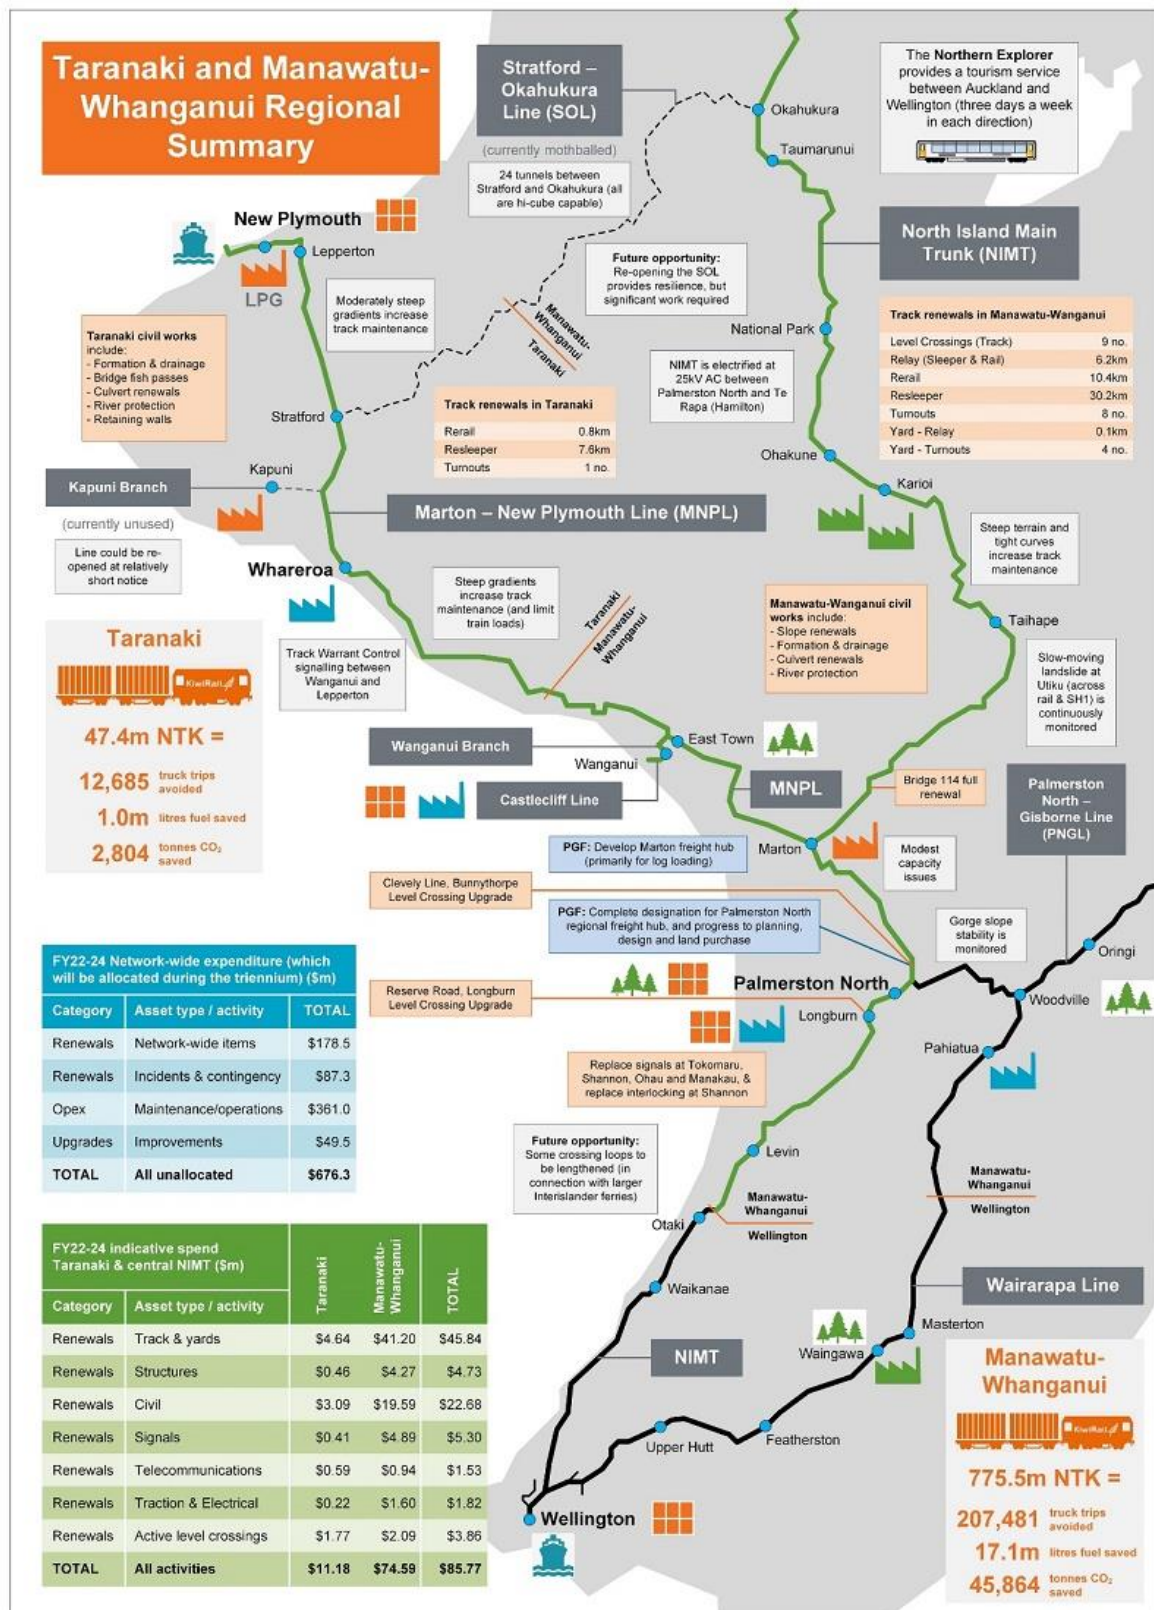 Taranaki and Manawatu-
Whanganui Regional
Summary
Stratford –
Okahukura
Line (SOL)
(currently mothballed)
24 tunnels between
Stratford and Okahukura (all
are hi-cube capable)
Okahukura
Taumarunui
The Northern Explorer
provides a tourism service
between Auckland and
Wellington (three days a week
in each direction)
North Island Main
Trunk (NIMT)
New Plymouth
Lepperton
LPG
Moderately steep
gradients increase
track maintenance
Future opportunity:
Re-opening the SOL
provides resilience, but
significant work required
Manawatu-
Whanganui
Taranaki
Taranaki civil works
include:
- Formation & drainage
- Bridge fish passes
- Culvert renewals
- River protection
- Retaining walls
National Park
NIMT is electrified at
25kV AC between
Palmerston North and Te
Rapa (Hamilton)
Track renewals in Manawatu-Wanganui
Level Crossings (Track) 9 no.
Relay (Sleeper & Rail) 6.2km
Rerail 10.4km
Resleeper 30.2km
Turnouts 8 no.
Yard - Relay 0.1km
Yard - Turnouts 4 no.
Track renewals in Taranaki
Rerail 0.8km
Resleeper 7.6km
Turnouts 1 no.
Stratford
Kapuni
Kapuni Branch
(currently unused)
Line could be re-
opened at relatively
short notice
Marton – New Plymouth Line (MNPL)
Ohakune
Karioi
Steep terrain and
tight curves
increase track
maintenance
Whareroa
Steep gradients
increase track
maintenance (and limit
train loads)
Taranaki
Manawatu-
Whanganui
Manawatu-Wanganui civil
works include:
- Slope renewals
- Formation & drainage
- Culvert renewals
- River protection
Taihape
Slow-moving
landslide at
Utiku (across
rail & SH1) is
continuously
monitored
Taranaki
KiwiRail
47.4m NTK =
12,685 truck trips
avoided
1.0m litres fuel saved
2,804 tonnes CO₂
saved
Track Warrant Control
signalling between
Wanganui and
Lepperton
Wanganui Branch
East Town
Wanganui
Castlecliff Line
MNPL
Bridge 114 full
renewal
Palmerston
North –
Gisborne Line
(PNGL)
PGF: Develop Marton freight hub
(primarily for log loading)
Marton
Modest
capacity
issues
Clevely Line, Bunnythorpe
Level Crossing Upgrade
PGF: Complete designation for Palmerston North
regional freight hub, and progress to planning,
design and land purchase
Gorge slope
stability is
monitored
Oringi
Reserve Road, Longburn
Level Crossing Upgrade
Palmerston North
Longburn
Woodville
Pahiatua
Replace signals at Tokomaru,
Shannon, Ohau and Manakau, &
replace interlocking at Shannon
FY22-24 Network-wide expenditure (which
will be allocated during the triennium) ($m)
Category Asset type / activity TOTAL
Renewals Network-wide items $178.5
Renewals Incidents & contingency $87.3
Opex Maintenance/operations $361.0
Upgrades Improvements $49.5
TOTAL All unallocated $676.3
Future opportunity:
Some crossing loops to
be lengthened (in
connection with larger
Interislander ferries)
Levin
Manawatu-
Whanganui
Wellington
Manawatu-
Whanganui
Wellington
Otaki
Waikanae
Wairarapa Line
NIMT
Masterton
Waingawa
Featherston
Upper Hutt
Wellington
FY22-24 indicative spend
Taranaki & central NIMT ($m)
Category Asset type / activity Taranaki Manawatu-Whanganui TOTAL
Renewals Track & yards $4.64 $41.20 $45.84
Renewals Structures $0.46 $4.27 $4.73
Renewals Civil $3.09 $19.59 $22.68
Renewals Signals $0.41 $4.89 $5.30
Renewals Telecommunications $0.59 $0.94 $1.53
Renewals Traction & Electrical $0.22 $1.60 $1.82
Renewals Active level crossings $1.77 $2.09 $3.86
TOTAL All activities $11.18 $74.59 $85.77
Manawatu-
Whanganui
KiwiRail
775.5m NTK =
207,481 truck trips
avoided
17.1m litres fuel saved
45,864 tonnes CO₂
saved